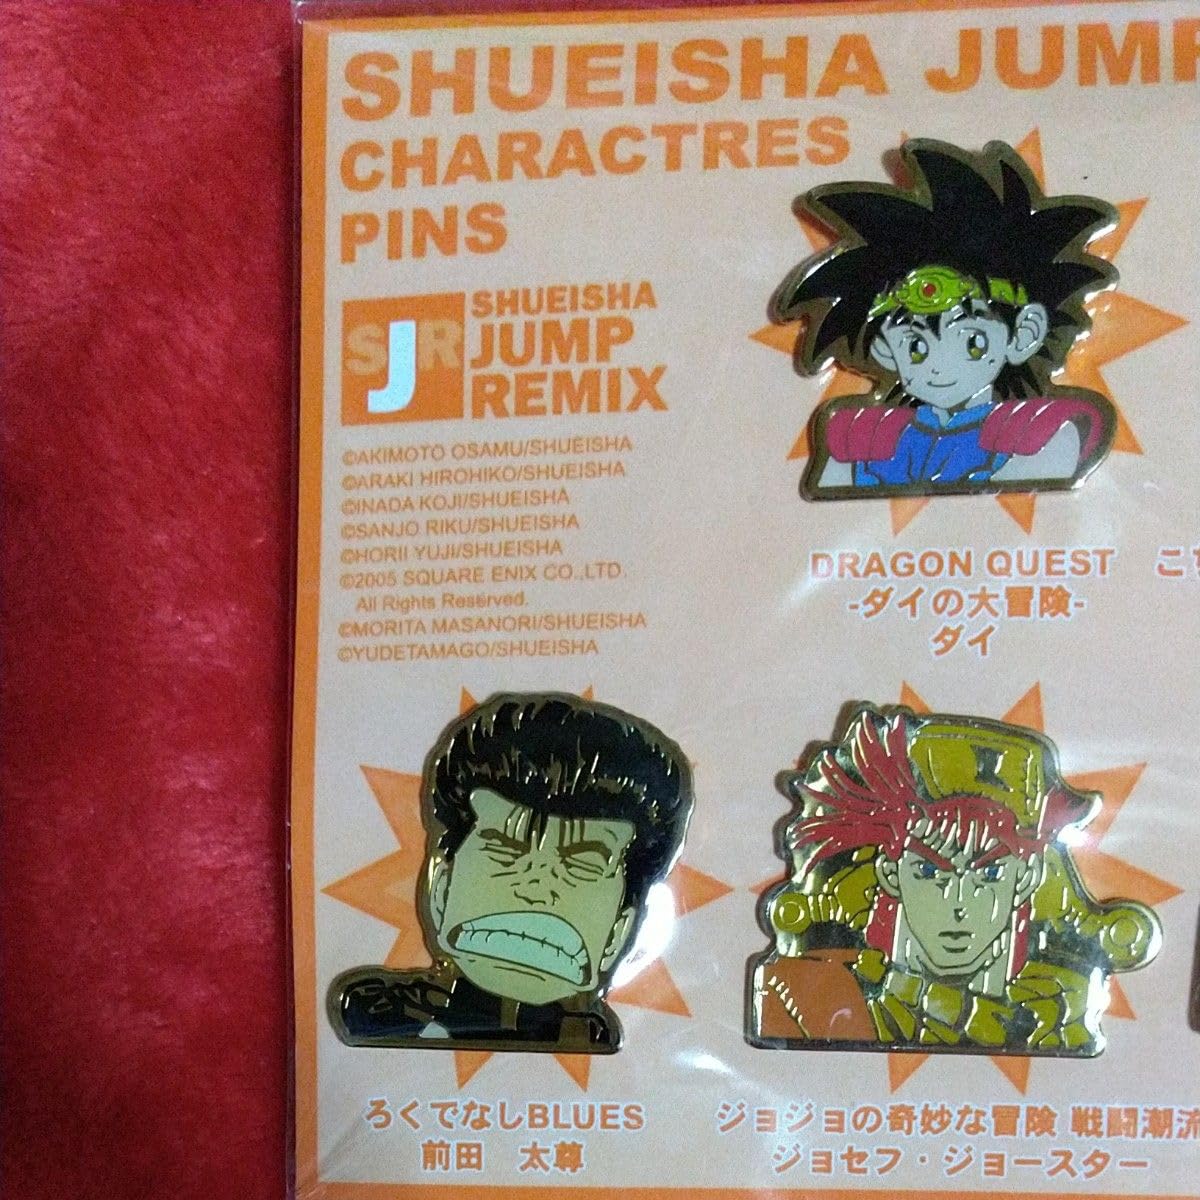 SHUEISHA JUMP
CHARACTRES
PINS
SJR
SHUEISHA
JUMP
REMIX
©AKIMOTO OSAMU/SHUEISHA
©ARAKI HIROHIKO/SHUEISHA
©INADA KOJI/SHUEISHA
©SANJO RIKU/SHUEISHA
©HORII YUJI/SHUEISHA
©2005 SQUARE ENIX CO.,LTD.
All Rights Reserved.
©MORITA MASANORI/SHUEISHA
©YUDETAMAGO/SHUEISHA
DRAGON QUEST
-ダイの大冒険-
ダイ
こ
ろくでなしBLUES
前田 太尊
ジョジョの奇妙な冒険 戦闘潮流
ジョセフ・ジョースター